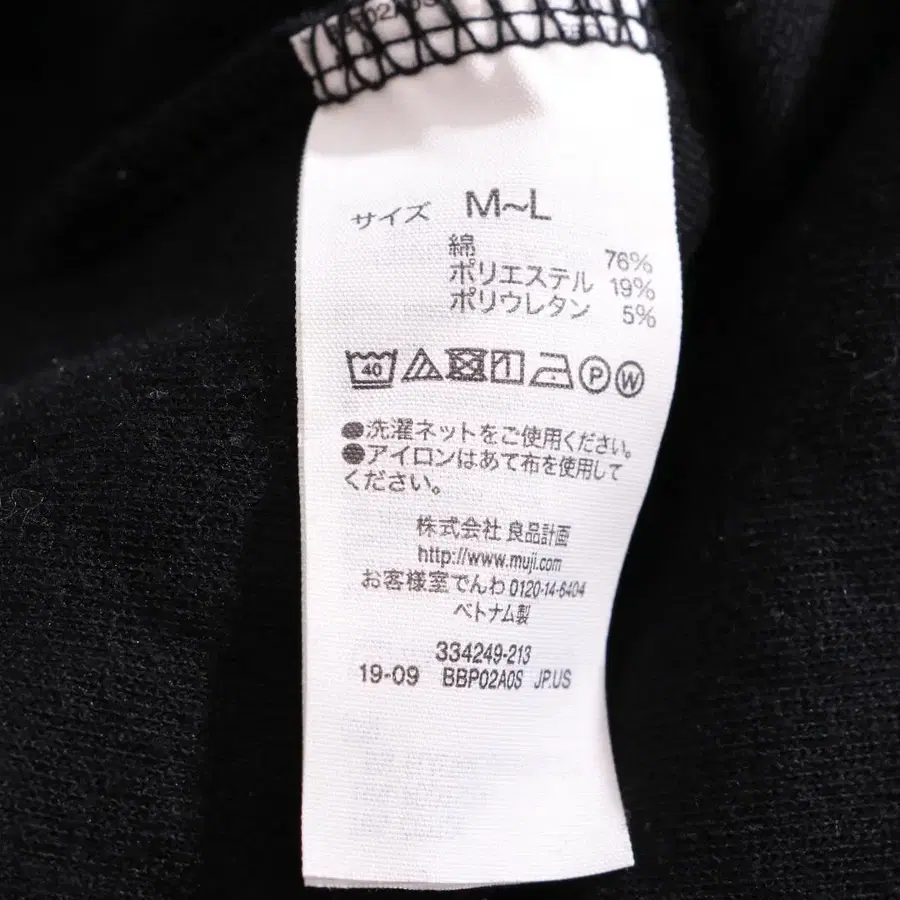 サイズ M~L
綿 76%
ポリエステル 19%
ポリウレタン 5%
40 P W
●洗濯ネットをご使用ください。
●アイロンはあて布を使用して
ください。
株式会社 良品計画
http://www.muji.com
お客様室でんわ 0120-14-6404
ベトナム製
334249-213
19-09 BBP02A0S JP.US